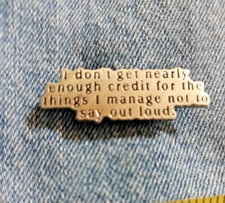 I don't get nearly
enough credit for the
things I manage not to
say out loud.